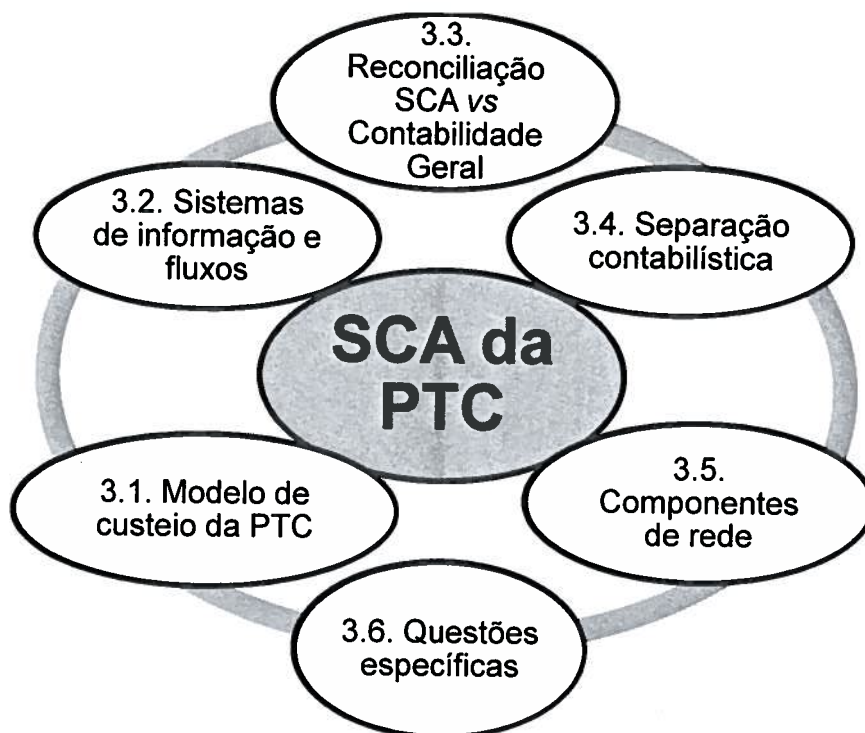 3.3.
Reconciliação
SCA vs
Contabilidade
Geral
3.2. Sistemas
de informação e
fluxos
3.4. Separação
contabilística
SCA da
PTC
3.1. Modelo de
custeio da PTC
3.5.
Componentes
de rede
3.6. Questões
específicas